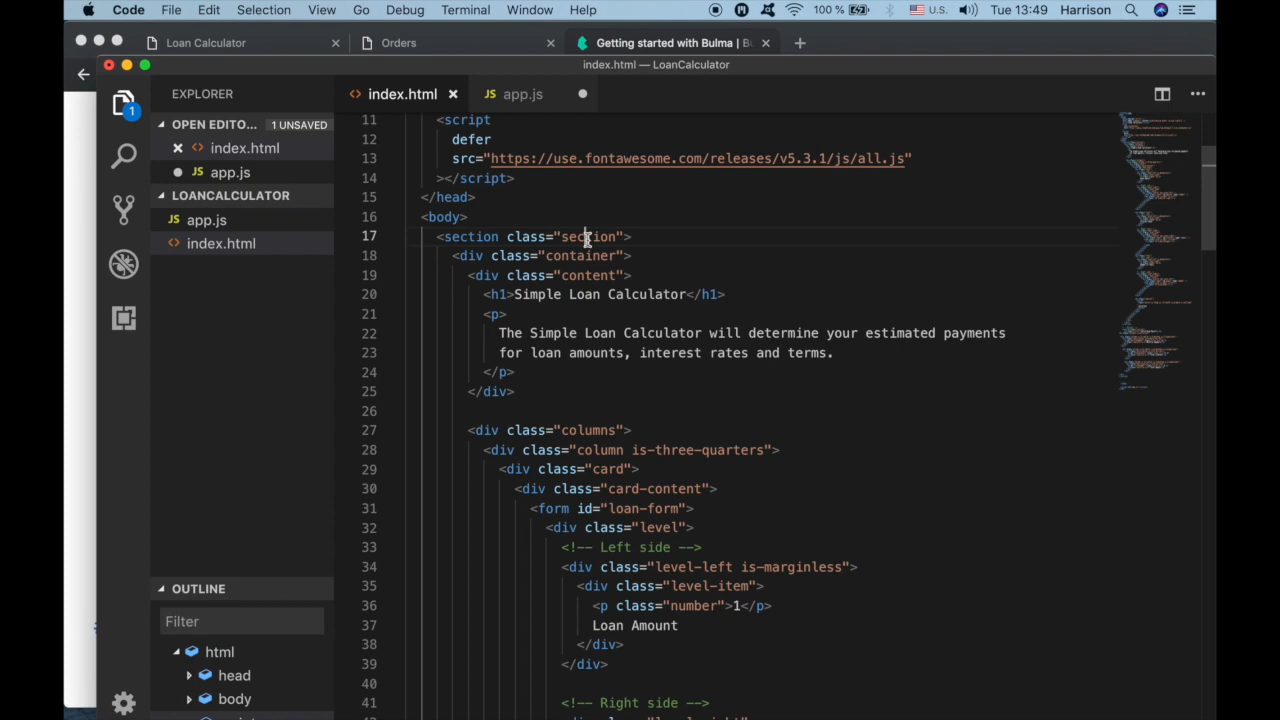 Code File Edit Selection View Go Debug Terminal Window Help 100 % U.S. Tue 13:49 Harrison
Loan Calculator × Orders × Getting started with Bulma | × +
index.html — LoanCalculator
EXPLORER
1
OPEN EDITO... 1 UNSAVED
× <> index.html
● JS app.js
LOANCALCULATOR
JS app.js
<> index.html
OUTLINE
Filter
html
head
body
<> index.html × JS app.js ● ...
11 <script
12 defer
13 src="https://use.fontawesome.com/releases/v5.3.1/js/all.js"
14 ></script>
15 </head>
16 <body>
17 <section class="section">
18 <div class="container">
19 <div class="content">
20 <h1>Simple Loan Calculator</h1>
21 <p>
22 The Simple Loan Calculator will determine your estimated payments
23 for loan amounts, interest rates and terms.
24 </p>
25 </div>
26
27 <div class="columns">
28 <div class="column is-three-quarters">
29 <div class="card">
30 <div class="card-content">
31 <form id="loan-form">
32 <div class="level">
33 <!-- Left side -->
34 <div class="level-left is-marginless">
35 <div class="level-item">
36 <p class="number">1</p>
37 Loan Amount
38 </div>
39 </div>
40
41 <!-- Right side -->